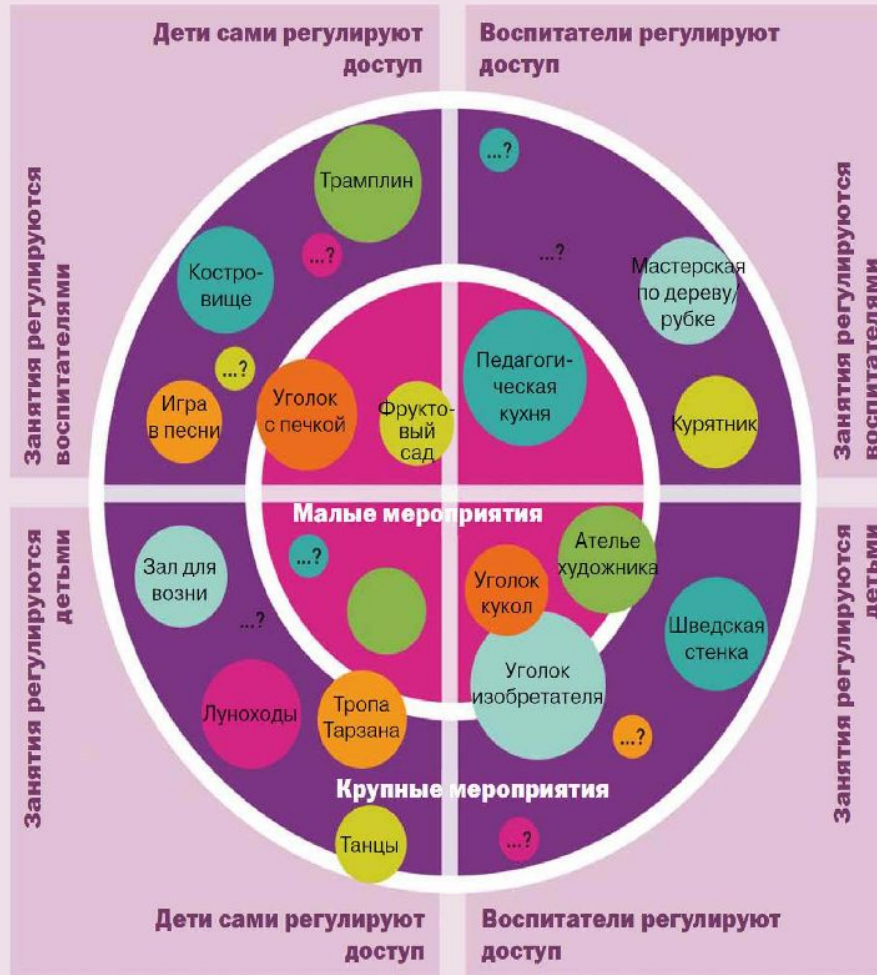 Дети сами регулируют
доступ
Воспитатели регулируют
доступ
Занятия регулируются
воспитателями
Занятия регулируются
воспитателями
Трамплин
...?
...?
...?
Костро-
вище
...?
Игра
в песни
Уголок
с печкой
Фрукто-
вый
сад
Педагоги-
ческая
кухня
Мастерская
по дереву/
рубке
Курятник
Малые мероприятия
Занятия регулируются
детьми
Занятия регулируются
детьми
Зал для
возни
...?
...?
Луноходы
Тропа
Тарзана
Танцы
Уголок
кукол
Ателье
художника
Уголок
изобретателя
Шведская
стенка
...?
Крупные мероприятия
...?
Дети сами регулируют
доступ
Воспитатели регулируют
доступ